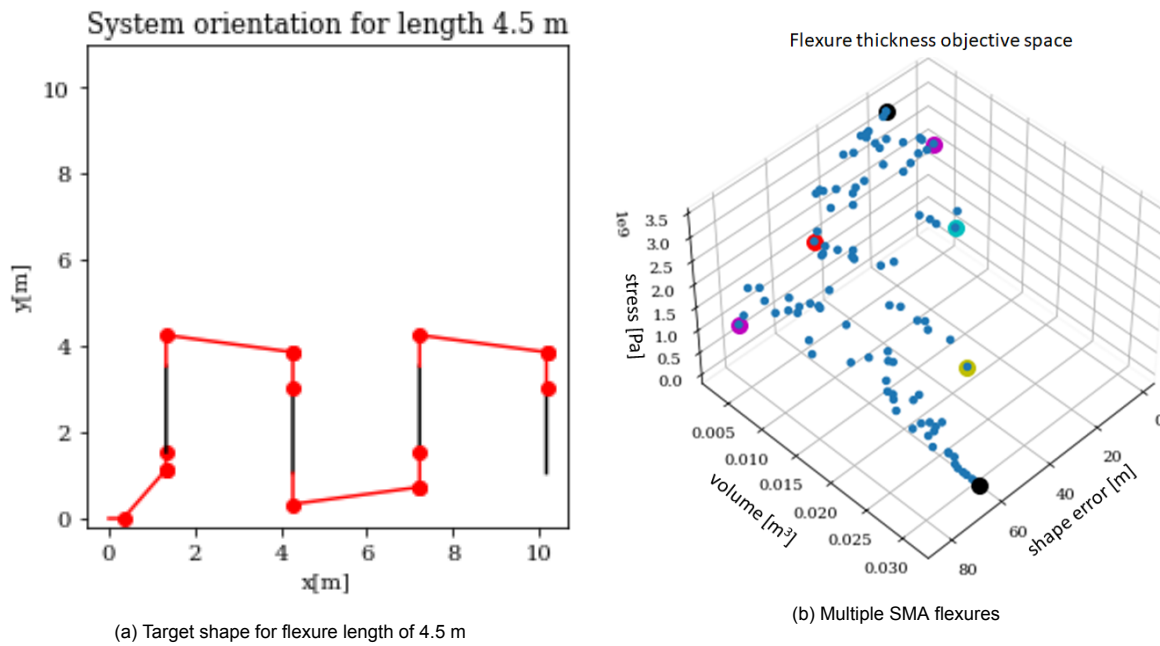 System orientation for length 4.5 m
10
8
6
4
2
0
y[m]
0 2 4 6 8 10
x[m]
(a) Target shape for flexure length of 4.5 m
Flexure thickness objective space
1e9
3.5
3.0
2.5
2.0
1.5
1.0
0.5
0.0
stress [Pa]
0.005
0.010
0.015
0.020
0.025
0.030
volume [m³]
0
20
40
60
80
shape error [m]
(b) Multiple SMA flexures